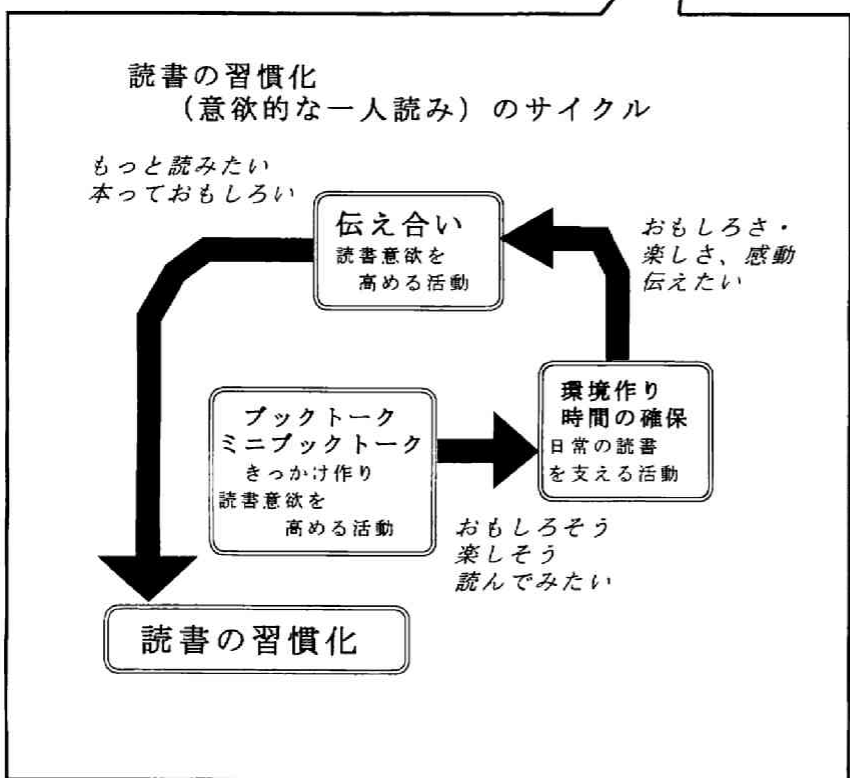 読書の習慣化
（意欲的な一人読み）のサイクル
もっと読みたい
本っておもしろい
伝え合い
読書意欲を
高める活動
おもしろさ・
楽しさ、感動
伝えたい
ブックトーク
ミニブックトーク
きっかけ作り
読書意欲を
高める活動
環境作り
時間の確保
日常の読書
を支える活動
おもしろそう
楽しそう
読んでみたい
読書の習慣化